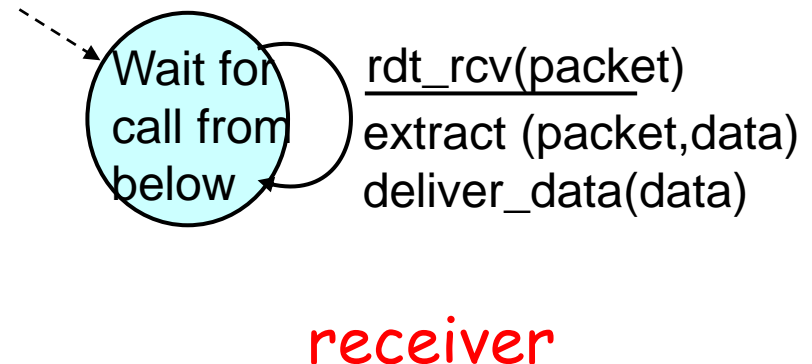 Wait for
call from
below
rdt_rcv(packet)
extract (packet,data)
deliver_data(data)
receiver